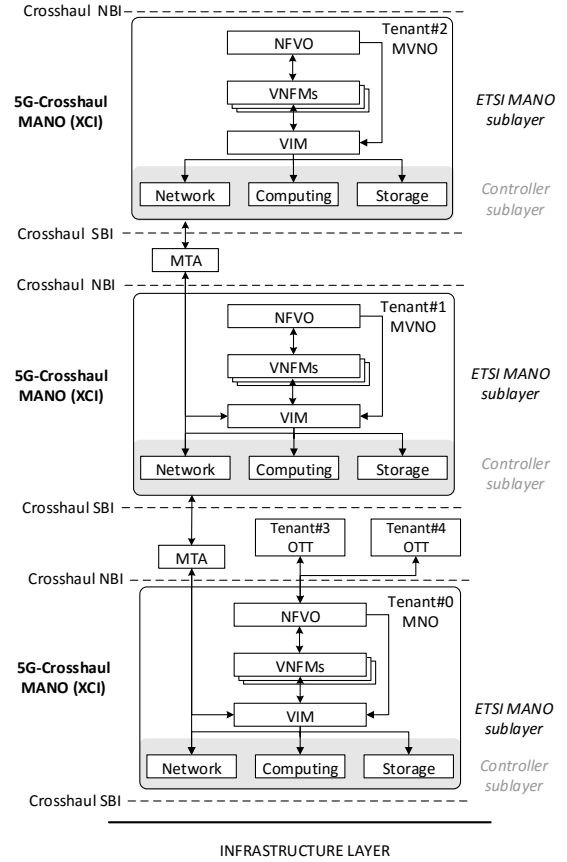 Crosshaul NBI
Tenant#2
MVNO
NFVO
VNFMs
VIM
5G-Crosshaul
MANO (XCI)
ETSI MANO
sublayer
Network
Computing
Storage
Controller
sublayer
Crosshaul SBI
MTA
Crosshaul NBI
Tenant#1
MVNO
NFVO
VNFMs
VIM
5G-Crosshaul
MANO (XCI)
ETSI MANO
sublayer
Network
Computing
Storage
Controller
sublayer
Crosshaul SBI
MTA
Tenant#3
OTT
Tenant#4
OTT
Crosshaul NBI
Tenant#0
MNO
NFVO
VNFMs
VIM
5G-Crosshaul
MANO (XCI)
ETSI MANO
sublayer
Network
Computing
Storage
Controller
sublayer
Crosshaul SBI
INFRASTRUCTURE LAYER